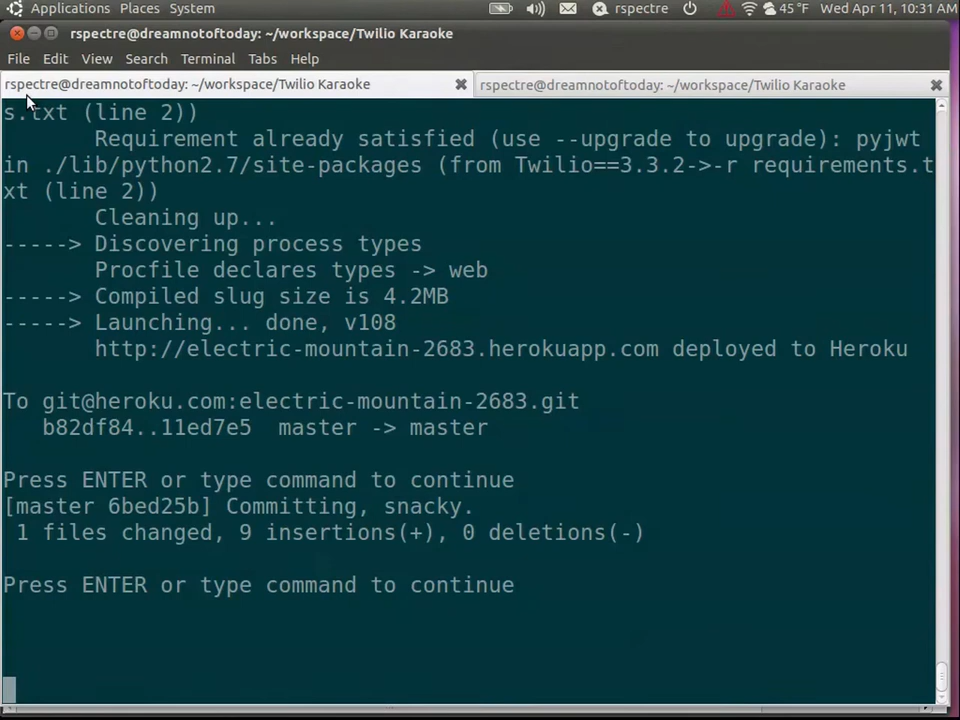 Applications Places System rspectre 45 °F Wed Apr 11, 10:31 AM
rspectre@dreamnotoftoday: ~/workspace/Twilio Karaoke
File Edit View Search Terminal Tabs Help
rspectre@dreamnotoftoday: ~/workspace/Twilio Karaoke rspectre@dreamnotoftoday: ~/workspace/Twilio Karaoke
s.txt (line 2))
Requirement already satisfied (use --upgrade to upgrade): pyjwt
in ./lib/python2.7/site-packages (from Twilio==3.3.2->-r requirements.t
xt (line 2))
Cleaning up...
-----> Discovering process types
Procfile declares types -> web
-----> Compiled slug size is 4.2MB
-----> Launching... done, v108
http://electric-mountain-2683.herokuapp.com deployed to Heroku
To git@heroku.com:electric-mountain-2683.git
b82df84..11ed7e5 master -> master
Press ENTER or type command to continue
[master 6bed25b] Committing, snacky.
1 files changed, 9 insertions(+), 0 deletions(-)
Press ENTER or type command to continue